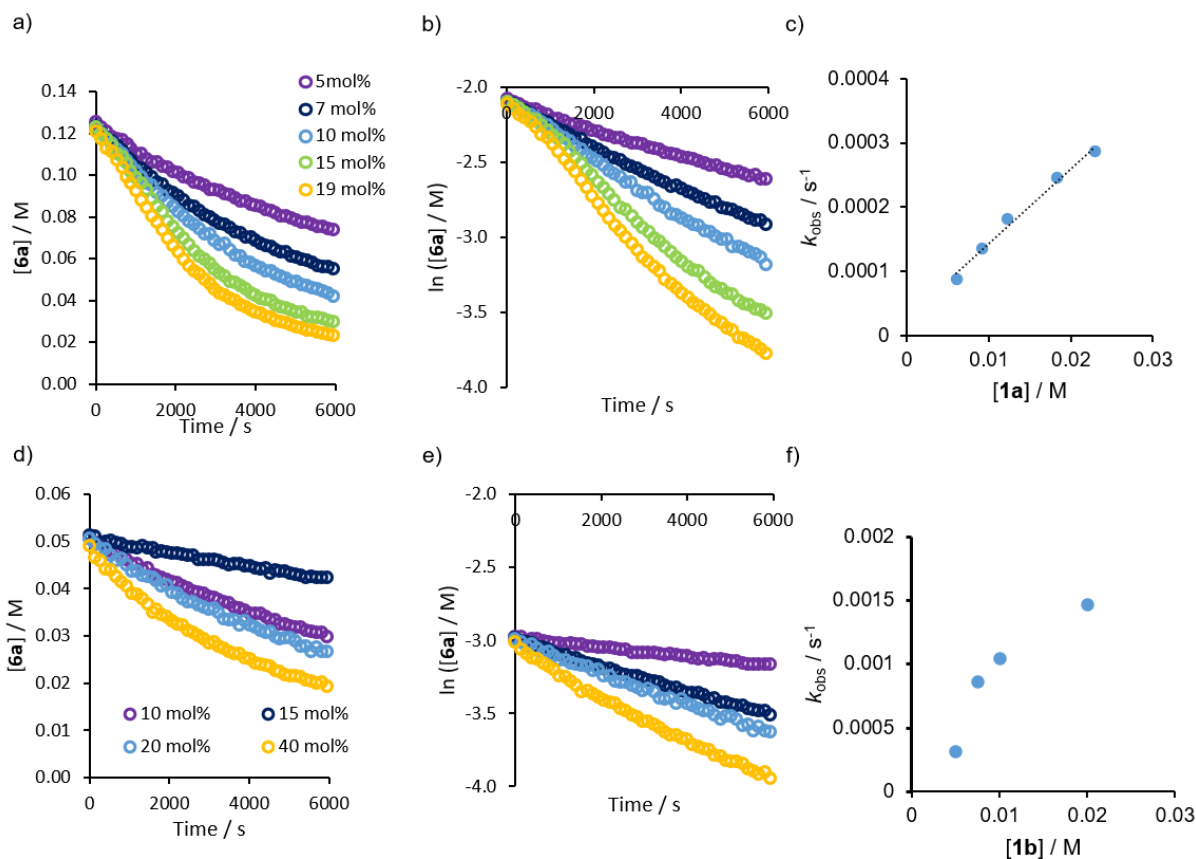 a)
[6a] / M
0.14
0.12
0.10
0.08
0.06
0.04
0.02
0.00
0
2000
4000
6000
Time / s
5mol%
7 mol%
10 mol%
15 mol%
19 mol%
b)
ln ([6a] / M)
-2.0
-2.5
-3.0
-3.5
-4.0
0
2000
4000
6000
Time / s
c)
kobs / s-1
0.0004
0.0003
0.0002
0.0001
0
0
0.01
0.02
0.03
[1a] / M
d)
[6a] / M
0.06
0.05
0.04
0.03
0.02
0.01
0.00
0
2000
4000
6000
Time / s
10 mol%
15 mol%
20 mol%
40 mol%
e)
ln ([6a] / M)
-2.0
-2.5
-3.0
-3.5
-4.0
0
2000
4000
6000
Time / s
f)
kobs / s-1
0.002
0.0015
0.001
0.0005
0
0
0.01
0.02
0.03
[1b] / M